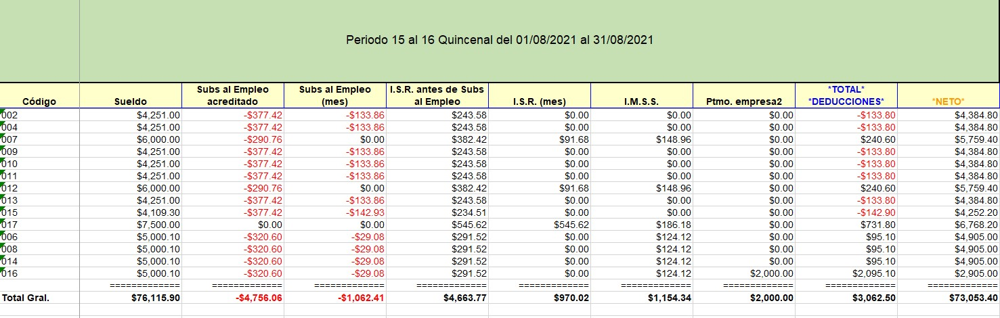 Periodo 15 al 16 Quincenal del 01/08/2021 al 31/08/2021
Código Sueldo Subs al Empleo acreditado Subs al Empleo (mes) I.S.R. antes de Subs al Empleo I.S.R. (mes) I.M.S.S. Ptmo. empresa2 *TOTAL* *DEDUCCIONES* *NETO*
002 $4,251.00 -$377.42 -$133.86 $243.58 $0.00 $0.00 $0.00 -$133.80 $4,384.80
004 $4,251.00 -$377.42 -$133.86 $243.58 $0.00 $0.00 $0.00 -$133.80 $4,384.80
007 $6,000.00 -$290.76 $0.00 $382.42 $91.68 $148.96 $0.00 $240.60 $5,759.40
009 $4,251.00 -$377.42 -$133.86 $243.58 $0.00 $0.00 $0.00 -$133.80 $4,384.80
010 $4,251.00 -$377.42 -$133.86 $243.58 $0.00 $0.00 $0.00 -$133.80 $4,384.80
011 $4,251.00 -$377.42 -$133.86 $243.58 $0.00 $0.00 $0.00 -$133.80 $4,384.80
012 $6,000.00 -$290.76 $0.00 $382.42 $91.68 $148.96 $0.00 $240.60 $5,759.40
013 $4,251.00 -$377.42 -$133.86 $243.58 $0.00 $0.00 $0.00 -$133.80 $4,384.80
015 $4,109.30 -$377.42 -$142.93 $234.51 $0.00 $0.00 $0.00 -$142.90 $4,252.20
017 $7,500.00 $0.00 $0.00 $545.62 $545.62 $186.18 $0.00 $731.80 $6,768.20
006 $5,000.10 -$320.60 -$29.08 $291.52 $0.00 $124.12 $0.00 $95.10 $4,905.00
008 $5,000.10 -$320.60 -$29.08 $291.52 $0.00 $124.12 $0.00 $95.10 $4,905.00
014 $5,000.10 -$320.60 -$29.08 $291.52 $0.00 $124.12 $0.00 $95.10 $4,905.00
016 $5,000.10 -$320.60 -$29.08 $291.52 $0.00 $124.12 $2,000.00 $2,095.10 $2,905.00
============= ============= ============= ============= ============= ============= ============= ============= =============
Total Gral. $76,115.90 -$4,756.06 -$1,062.41 $4,663.77 $970.02 $1,154.34 $2,000.00 $3,062.50 $73,053.40